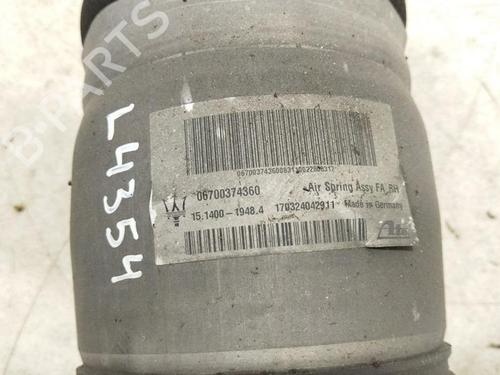 B-PARTS
L4354
06700374360
Air Spring Assy FA_RH
15.1400-1948.4 170324042911 Made in Germany